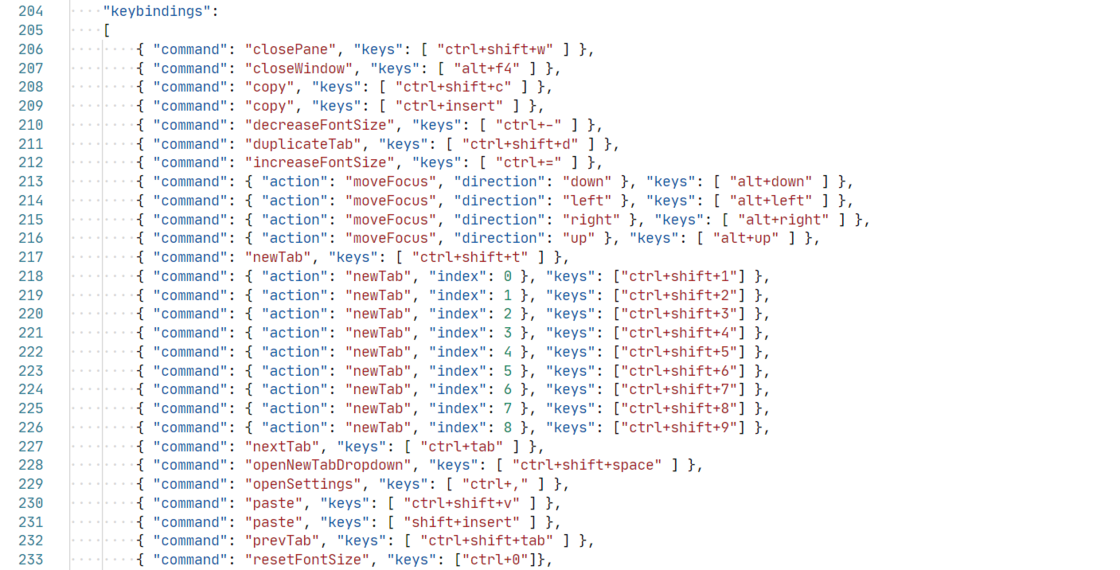 204 "keybindings":
205 [
206 { "command": "closePane", "keys": [ "ctrl+shift+w" ] },
207 { "command": "closeWindow", "keys": [ "alt+f4" ] },
208 { "command": "copy", "keys": [ "ctrl+shift+c" ] },
209 { "command": "copy", "keys": [ "ctrl+insert" ] },
210 { "command": "decreaseFontSize", "keys": [ "ctrl+-" ] },
211 { "command": "duplicateTab", "keys": [ "ctrl+shift+d" ] },
212 { "command": "increaseFontSize", "keys": [ "ctrl+=" ] },
213 { "command": { "action": "moveFocus", "direction": "down" }, "keys": [ "alt+down" ] },
214 { "command": { "action": "moveFocus", "direction": "left" }, "keys": [ "alt+left" ] },
215 { "command": { "action": "moveFocus", "direction": "right" }, "keys": [ "alt+right" ] },
216 { "command": { "action": "moveFocus", "direction": "up" }, "keys": [ "alt+up" ] },
217 { "command": "newTab", "keys": [ "ctrl+shift+t" ] },
218 { "command": { "action": "newTab", "index": 0 }, "keys": ["ctrl+shift+1"] },
219 { "command": { "action": "newTab", "index": 1 }, "keys": ["ctrl+shift+2"] },
220 { "command": { "action": "newTab", "index": 2 }, "keys": ["ctrl+shift+3"] },
221 { "command": { "action": "newTab", "index": 3 }, "keys": ["ctrl+shift+4"] },
222 { "command": { "action": "newTab", "index": 4 }, "keys": ["ctrl+shift+5"] },
223 { "command": { "action": "newTab", "index": 5 }, "keys": ["ctrl+shift+6"] },
224 { "command": { "action": "newTab", "index": 6 }, "keys": ["ctrl+shift+7"] },
225 { "command": { "action": "newTab", "index": 7 }, "keys": ["ctrl+shift+8"] },
226 { "command": { "action": "newTab", "index": 8 }, "keys": ["ctrl+shift+9"] },
227 { "command": "nextTab", "keys": [ "ctrl+tab" ] },
228 { "command": "openNewTabDropdown", "keys": [ "ctrl+shift+space" ] },
229 { "command": "openSettings", "keys": [ "ctrl+," ] },
230 { "command": "paste", "keys": [ "ctrl+shift+v" ] },
231 { "command": "paste", "keys": [ "shift+insert" ] },
232 { "command": "prevTab", "keys": [ "ctrl+shift+tab" ] },
233 { "command": "resetFontSize", "keys": ["ctrl+0"]},